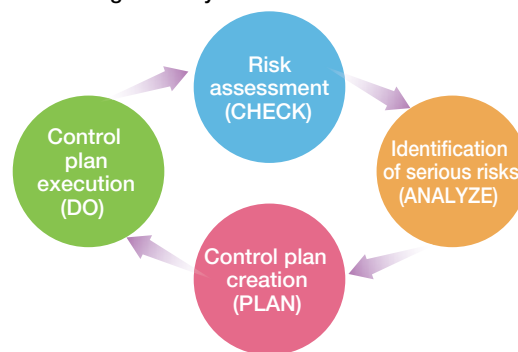 Risk
assessment
(CHECK)
Identification
of serious risks
(ANALYZE)
Control plan
creation
(PLAN)
Control
plan
execution
(DO)